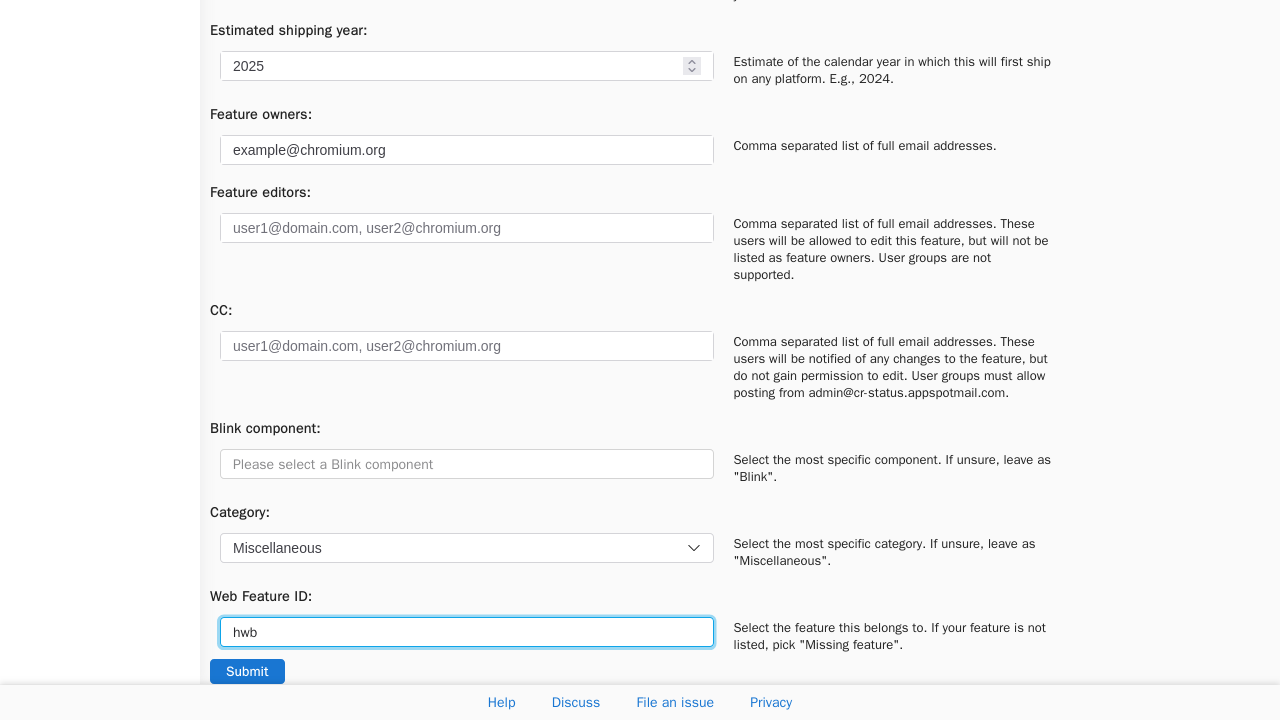 Estimated shipping year:
2025
Estimate of the calendar year in which this will first ship
on any platform. E.g., 2024.
Feature owners:
example@chromium.org
Comma separated list of full email addresses.
Feature editors:
user1@domain.com, user2@chromium.org
Comma separated list of full email addresses. These
users will be allowed to edit this feature, but will not be
listed as feature owners. User groups are not
supported.
CC:
user1@domain.com, user2@chromium.org
Comma separated list of full email addresses. These
users will be notified of any changes to the feature, but
do not gain permission to edit. User groups must allow
posting from admin@cr-status.appspotmail.com.
Blink component:
Please select a Blink component
Select the most specific component. If unsure, leave as
"Blink".
Category:
Miscellaneous
Select the most specific category. If unsure, leave as
"Miscellaneous".
Web Feature ID:
hwb
Select the feature this belongs to. If your feature is not
listed, pick "Missing feature".
Submit
Help Discuss File an issue Privacy